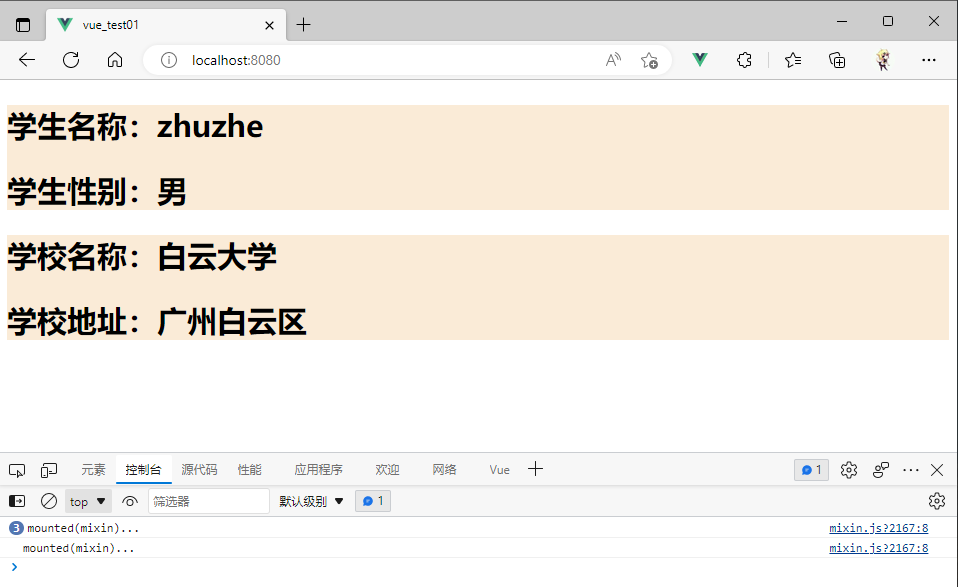 vue_test01
localhost:8080
学生名称：zhuzhe
学生性别：男
学校名称：白云大学
学校地址：广州白云区
元素 控制台 源代码 性能 应用程序 欢迎 网络 Vue 1
top 筛选器 默认级别 1
3 mounted(mixin)... mixin.js?2167:8
mounted(mixin)... mixin.js?2167:8